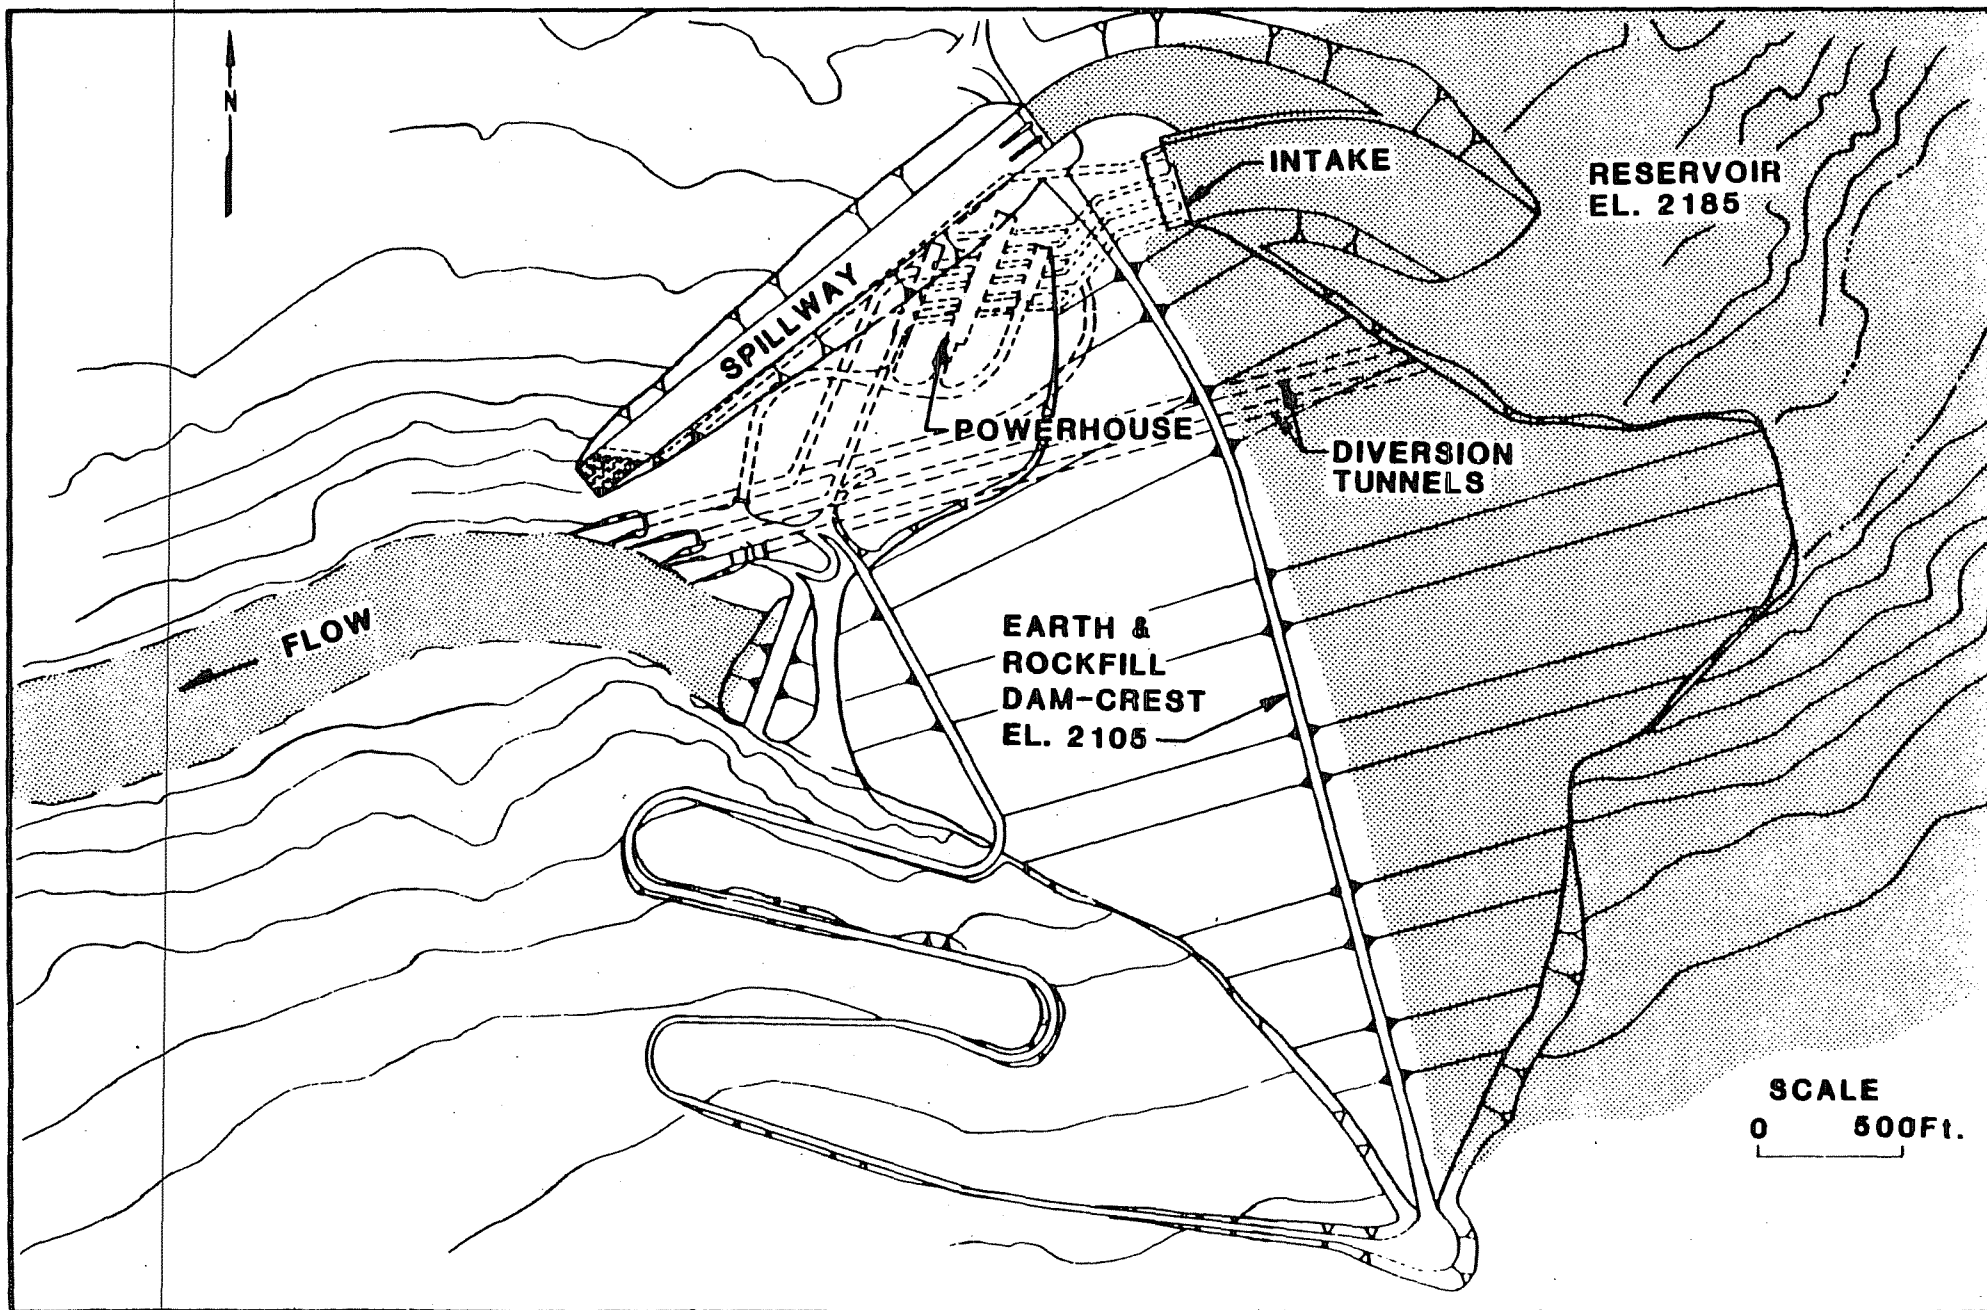 N
INTAKE
RESERVOIR
EL. 2185
SPILLWAY
POWERHOUSE
DIVERSION
TUNNELS
FLOW
EARTH &
ROCKFILL
DAM-CREST
EL. 2105
SCALE
0 500Ft.